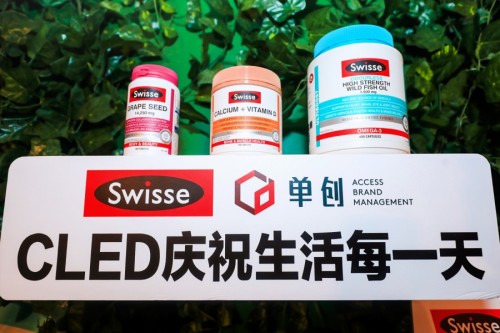 Swisse
GRAPE SEED
Swisse
CALCIUM + VITAMIN D
Swisse
HIGH STRENGTH
WILD FISH OIL
OMEGA-3
Swisse
单创
ACCESS
BRAND
MANAGEMENT
CLED庆祝生活每一天
Swisse